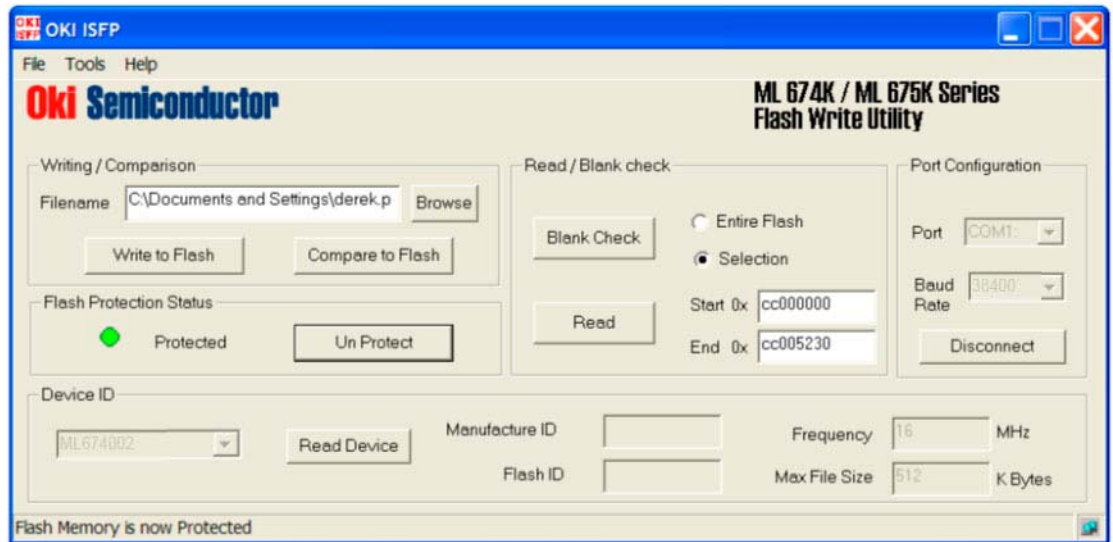 OKI ISFP
OKI ISFP
File Tools Help
Oki Semiconductor
ML 674K / ML 675K Series
Flash Write Utility
Writing / Comparison
Filename C:\Documents and Settings\derek.p Browse
Write to Flash Compare to Flash
Flash Protection Status
Protected Un Protect
Read / Blank check
Blank Check
Entire Flash
Selection
Read
Start 0x cc000000
End 0x cc005230
Port Configuration
Port COM1:
Baud Rate 38400
Disconnect
Device ID
ML674002 Read Device
Manufacture ID
Flash ID
Frequency 16 MHz
Max File Size 512 K Bytes
Flash Memory is now Protected